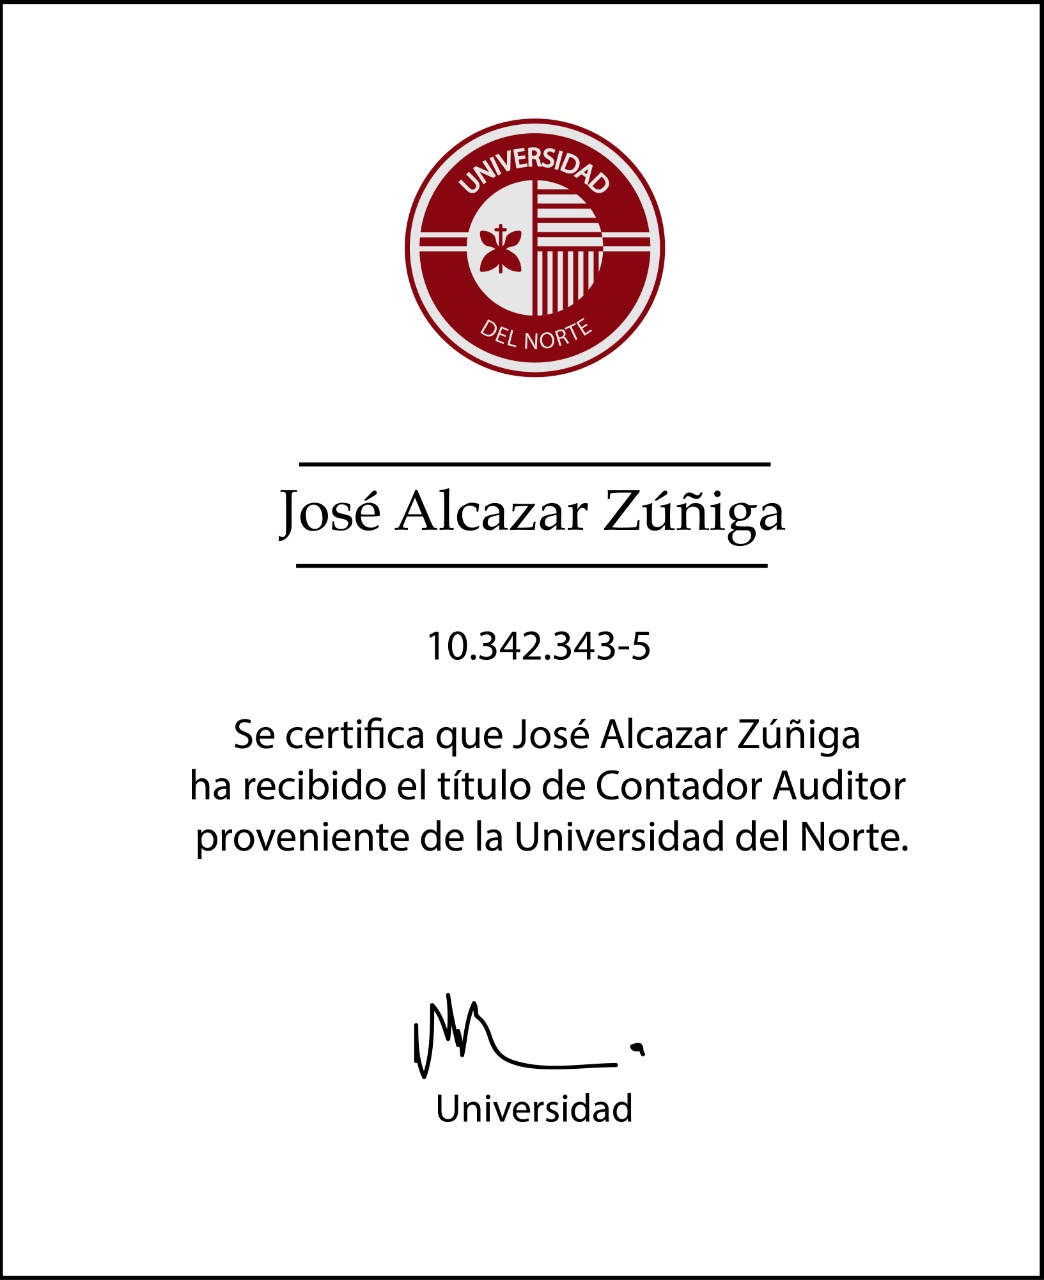 UNIVERSIDAD
DEL NORTE
José Alcazar Zúñiga
10.342.343-5
Se certifica que José Alcazar Zúñiga
ha recibido el título de Contador Auditor
proveniente de la Universidad del Norte.
Universidad